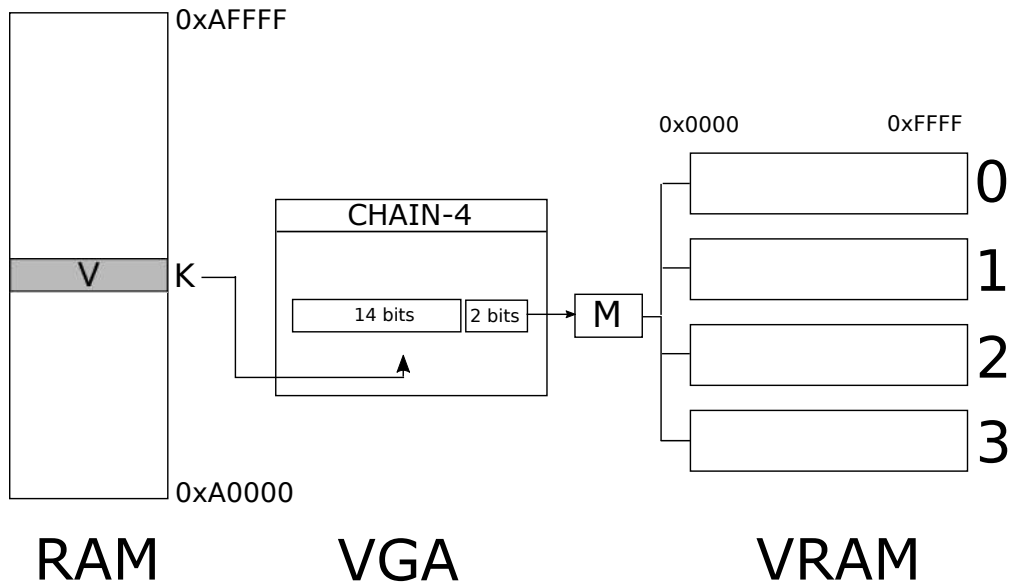 0xAFFFF
0x0000 0xFFFF
0
CHAIN-4
1
V K
14 bits 2 bits M
2
3
0xA0000
RAM VGA VRAM